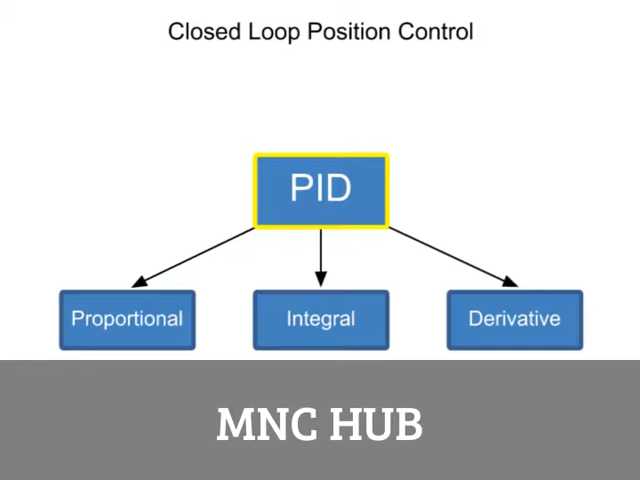 Closed Loop Position Control
PID
Proportional
Integral
Derivative
MNC HUB